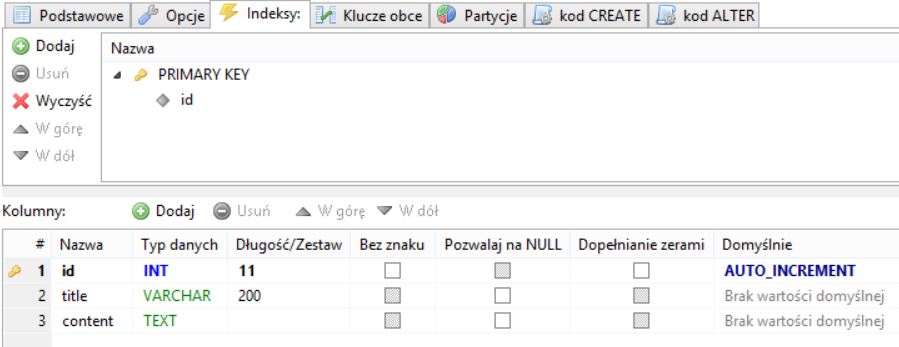 Podstawowe Opcje Indeksy: Klucze obce Partycje kod CREATE kod ALTER
Dodaj
Usuń
Wyczyść
W górę
W dół
Nazwa
PRIMARY KEY
id
Kolumny: Dodaj Usuń W górę W dół
# Nazwa Typ danych Długość/Zestaw Bez znaku Pozwalaj na NULL Dopełnianie zerami Domyślnie
1 id INT 11 AUTO_INCREMENT
2 title VARCHAR 200 Brak wartości domyślnej
3 content TEXT Brak wartości domyślnej